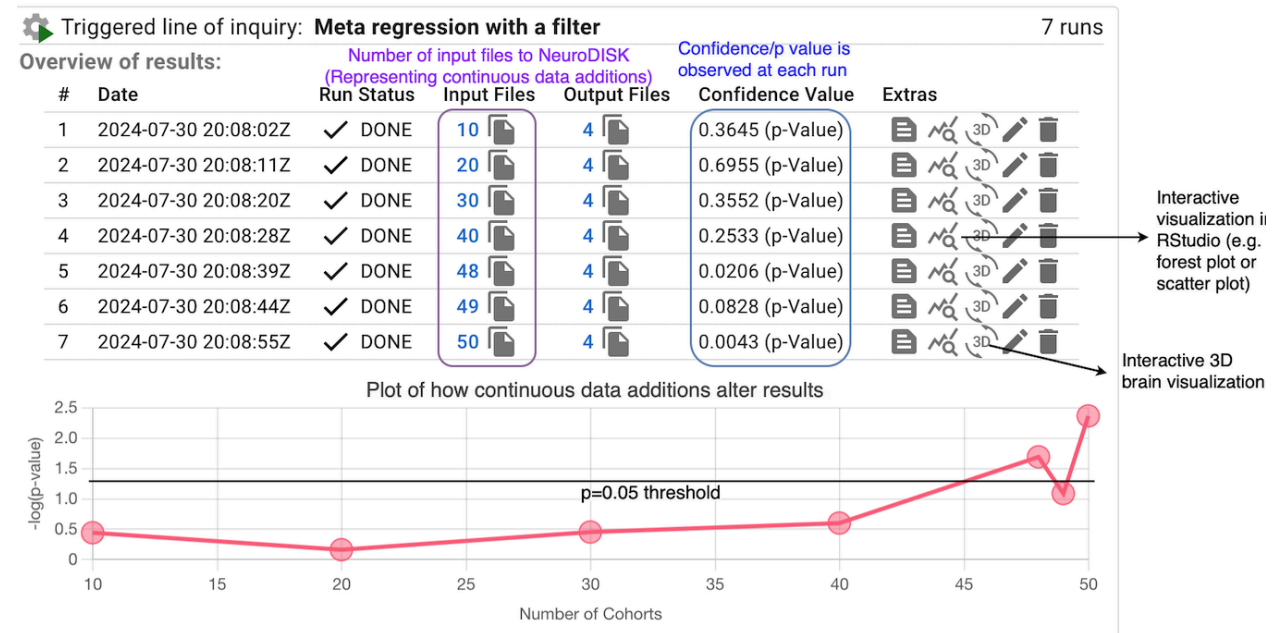 Triggered line of inquiry: Meta regression with a filter 7 runs
Overview of results:
Number of input files to NeuroDISK
(Representing continuous data additions)
Confidence/p value is
observed at each run
# Date Run Status Input Files Output Files Confidence Value Extras
1 2024-07-30 20:08:02Z DONE 10 4 0.3645 (p-Value) 3D
2 2024-07-30 20:08:11Z DONE 20 4 0.6955 (p-Value) 3D
3 2024-07-30 20:08:20Z DONE 30 4 0.3552 (p-Value) 3D
4 2024-07-30 20:08:28Z DONE 40 4 0.2533 (p-Value) 3D
5 2024-07-30 20:08:39Z DONE 48 4 0.0206 (p-Value) 3D
6 2024-07-30 20:08:44Z DONE 49 4 0.0828 (p-Value) 3D
7 2024-07-30 20:08:55Z DONE 50 4 0.0043 (p-Value) 3D
Interactive
visualization
RStudio (e.g.
forest plot or
scatter plot)
Interactive 3D
brain visualization
Plot of how continuous data additions alter results
-log(p-value)
2.5
2.0
1.5
1.0
0.5
0
p=0.05 threshold
10 15 20 25 30 35 40 45 50
Number of Cohorts